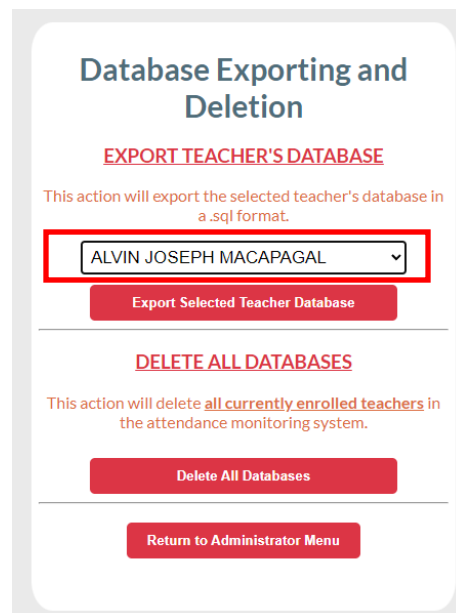 Database Exporting and
Deletion
EXPORT TEACHER'S DATABASE
This action will export the selected teacher's database in
a .sql format.
ALVIN JOSEPH MACAPAGAL
Export Selected Teacher Database
DELETE ALL DATABASES
This action will delete all currently enrolled teachers in
the attendance monitoring system.
Delete All Databases
Return to Administrator Menu